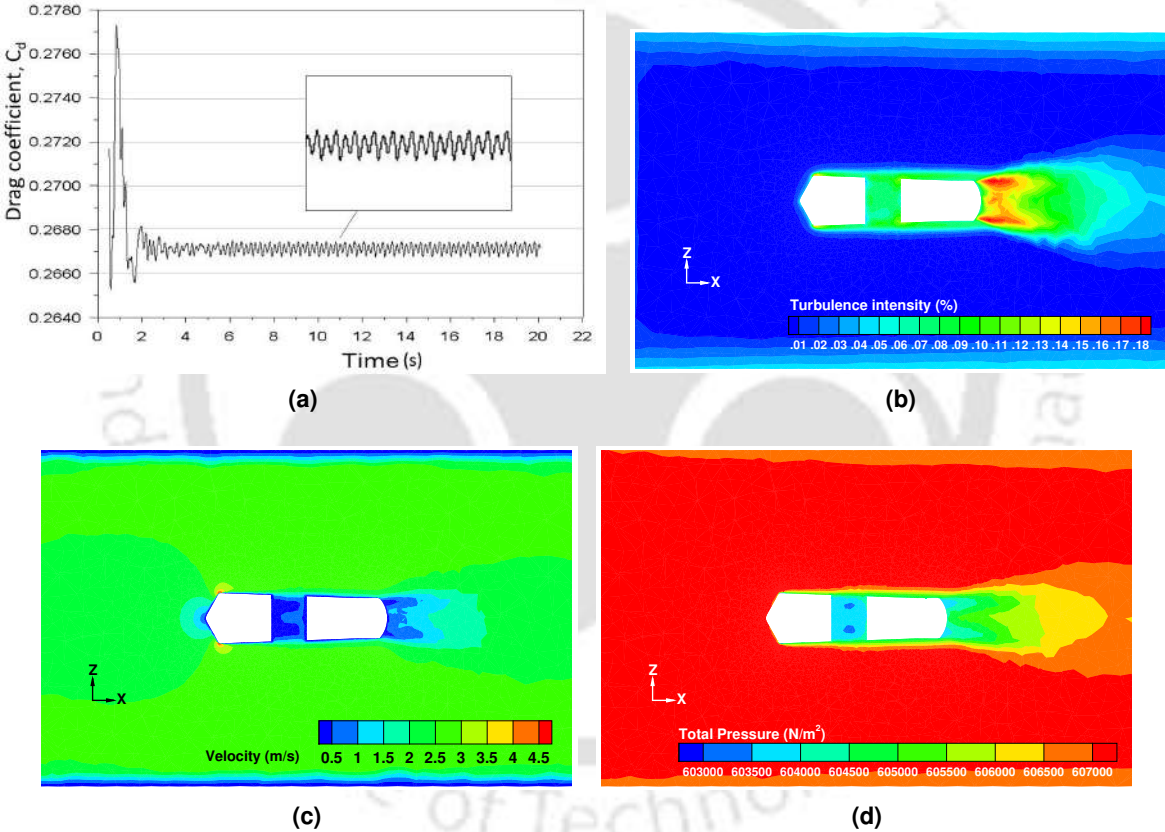 0.2780
0.2760
0.2740
0.2720
0.2700
0.2680
0.2660
0.2640
Drag coefficient, Cd
0 2 4 6 8 10 12 14 16 18 20 22
Time (s)
(a)
Z
X
Turbulence intensity (%)
.01 .02 .03 .04 .05 .06 .07 .08 .09 .10 .11 .12 .13 .14 .15 .16 .17 .18
(b)
Z
X
Velocity (m/s)
0.5 1 1.5 2 2.5 3 3.5 4 4.5
(c)
Z
X
Total Pressure (N/m²)
603000 603500 604000 604500 605000 605500 606000 606500 607000
(d)
of Techno